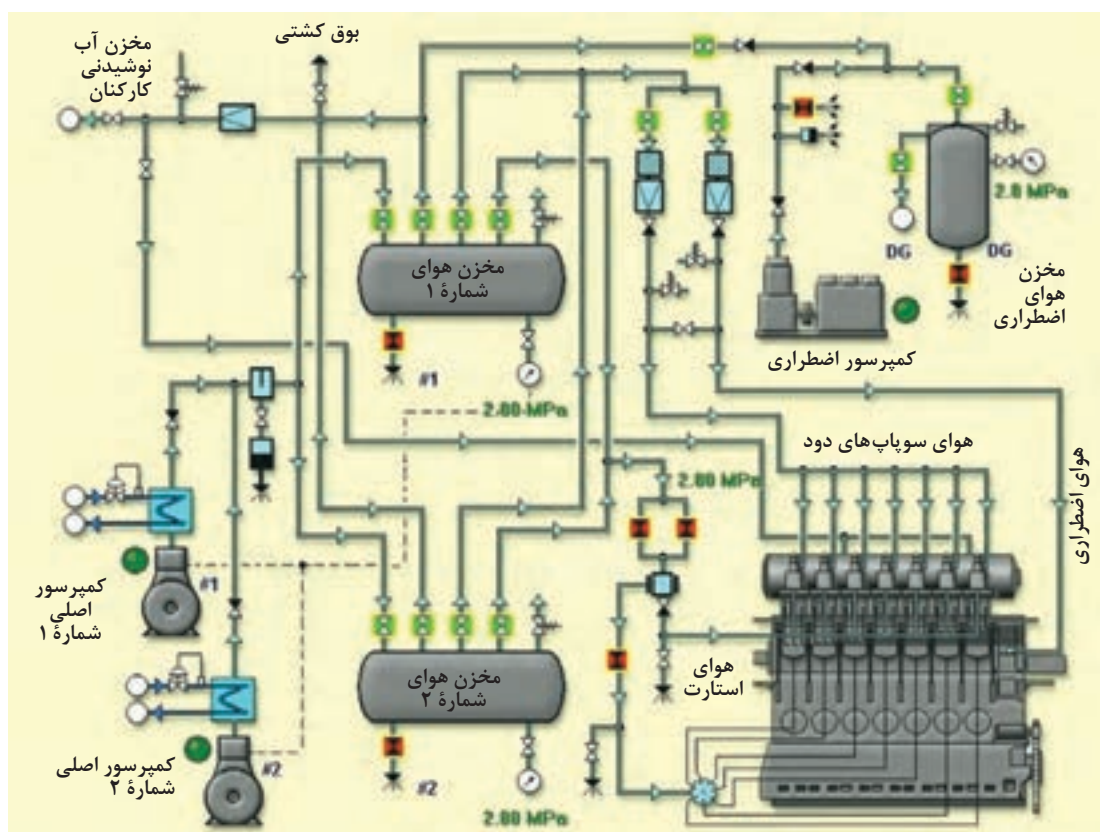 مخزن آب
نوشیدنی
کارکنان
بوق کشتی
مخزن هوای
شمارهٔ ۱
#1
2.80 MPa
2.8 MPa
DG
DG
مخزن
هوای
اضطراری
کمپرسور اضطراری
هوای سوپاپ‌های دود
هوای اضطراری
2.80 MPa
#1
کمپرسور
اصلی
شمارهٔ ۱
هوای
استارت
مخزن هوای
شمارهٔ ۲
#2
کمپرسور اصلی
شمارهٔ ۲
#2
2.80 MPa